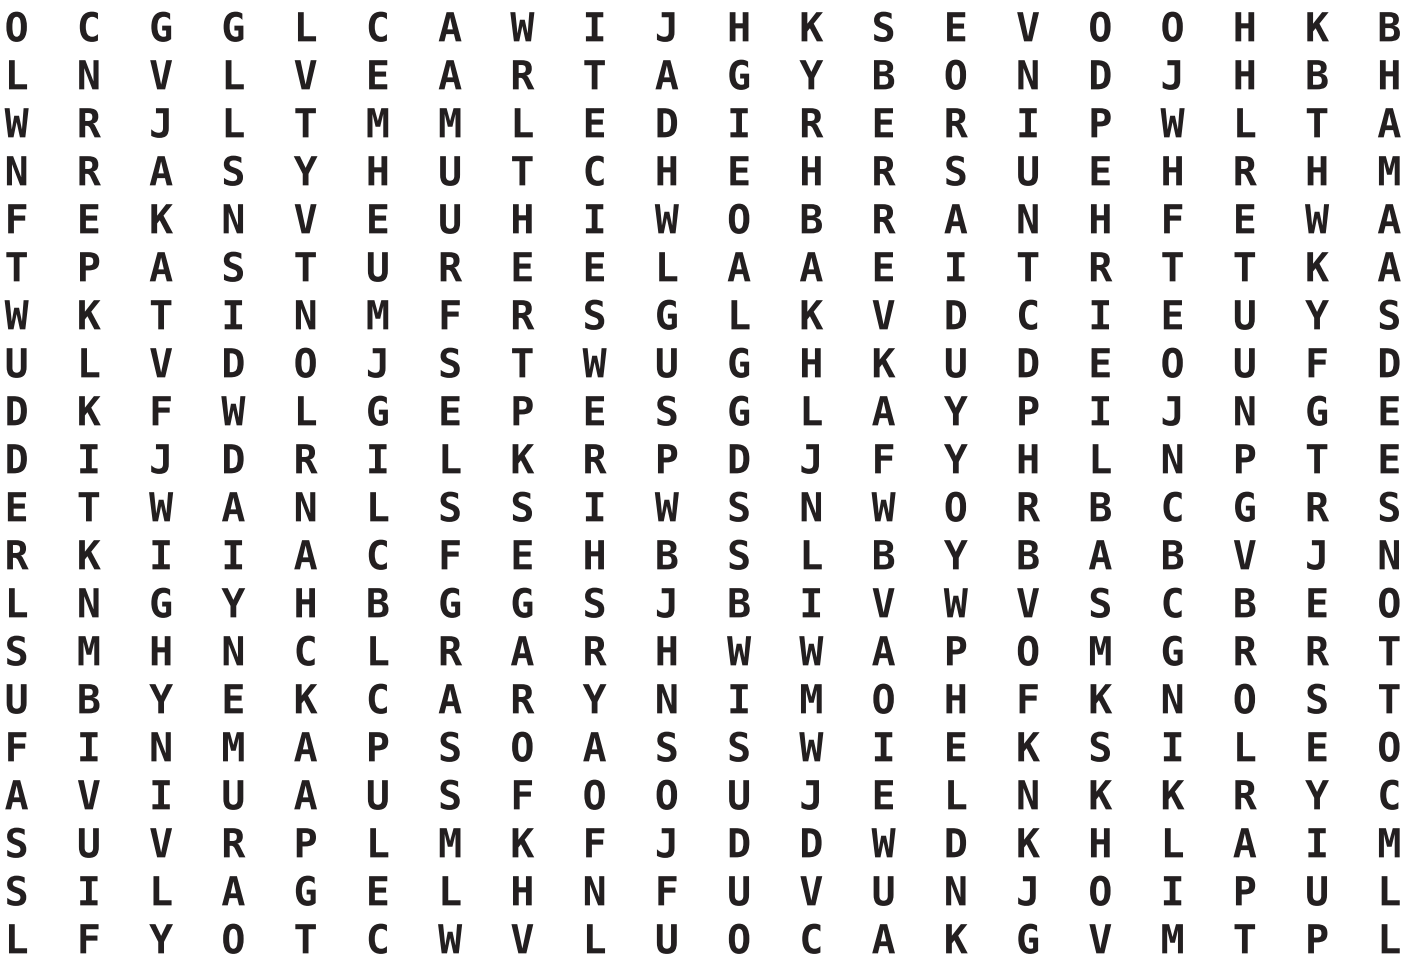 O C G G L C A W I J H K S E V O O H K B
L N V L V E A R T A G Y B O N D J H B H
W R J L T M M L E D I R E R I P W L T A
N R A S Y H U T C H E H R S U E H R H M
F E K N V E U H I W O B R A N H F E W A
T P A S T U R E E L A A E I T R T T K A
W K T I N M F R S G L K V D C I E U Y S
U L V D O J S T W U G H K U D E O U F D
D K F W L G E P E S G L A Y P I J N G E
D I J D R I L K R P D J F Y H L N P T E
E T W A N L S S I W S N W O R B C G R S
R K I I A C F E H B S L B Y B A B V J N
L N G Y H B G G S J B I V W V S C B E O
S M H N C L R A R H W W A P O M G R R T
U B Y E K C A R Y N I M O H F K N O S T
F I N M A P S O A S S W I E K S I L E O
A V I U A U S F O O U J E L N K K R Y C
S U V R P L M K F J D D W D K H L A I M
S I L A G E L H N F U V U N J O I P U L
L F Y O T C W V L U O C A K G V M T P L